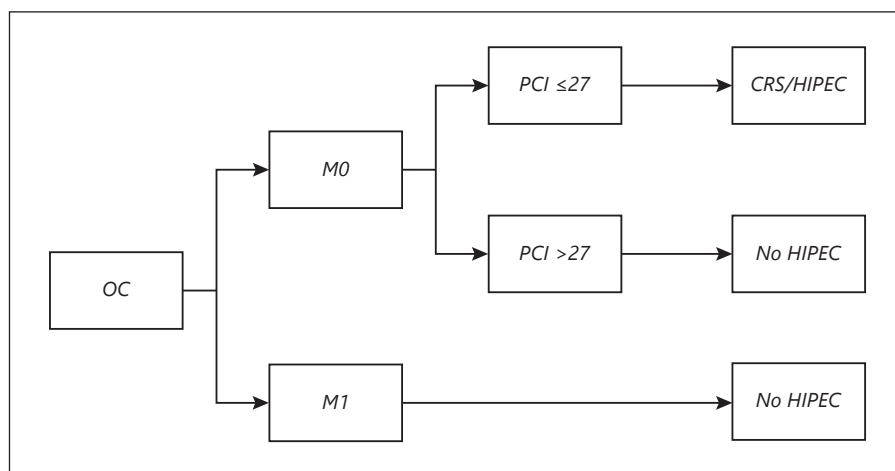 PCI ≤27
CRS/HIPEC
M0
PCI >27
No HIPEC
OC
M1
No HIPEC